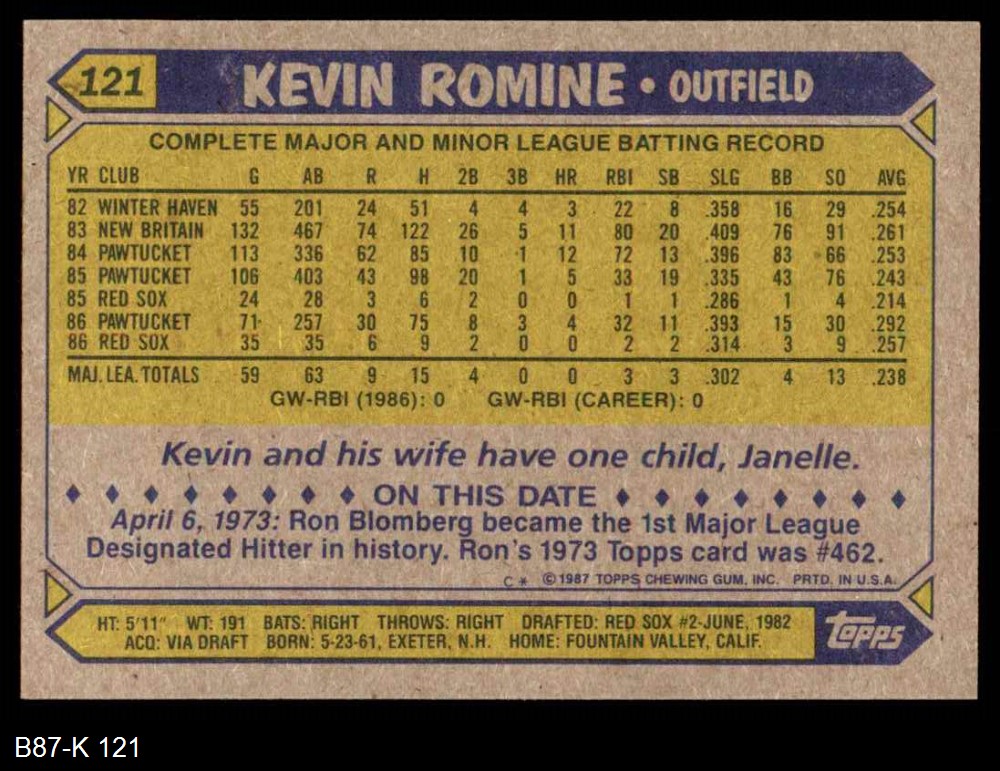 121 KEVIN ROMINE • OUTFIELD
COMPLETE MAJOR AND MINOR LEAGUE BATTING RECORD
YR CLUB G AB R H 2B 3B HR RBI SB SLG BB SO AVG
82 WINTER HAVEN 55 201 24 51 4 4 3 22 8 .358 16 29 .254
83 NEW BRITAIN 132 467 74 122 26 5 11 80 20 .409 76 91 .261
84 PAWTUCKET 113 336 62 85 10 1 12 72 13 .396 83 66 .253
85 PAWTUCKET 106 403 43 98 20 1 5 33 19 .335 43 76 .243
85 RED SOX 24 28 3 6 2 0 0 1 1 .286 1 4 .214
86 PAWTUCKET 71 257 30 75 8 3 4 32 11 .393 15 30 .292
86 RED SOX 35 35 6 9 2 0 0 2 2 .314 3 9 .257
MAJ. LEA. TOTALS 59 63 9 15 4 0 0 3 3 .302 4 13 .238
GW-RBI (1986): 0 GW-RBI (CAREER): 0
Kevin and his wife have one child, Janelle.
♦ ♦ ♦ ♦ ♦ ♦ ♦ ♦ ON THIS DATE ♦ ♦ ♦ ♦ ♦ ♦ ♦ ♦
April 6, 1973: Ron Blomberg became the 1st Major League
Designated Hitter in history. Ron's 1973 Topps card was #462.
C* ©1987 TOPPS CHEWING GUM, INC. PRTD. IN U.S.A.
HT: 5'11" WT: 191 BATS: RIGHT THROWS: RIGHT DRAFTED: RED SOX #2-JUNE, 1982
ACQ: VIA DRAFT BORN: 5-23-61, EXETER, N.H. HOME: FOUNTAIN VALLEY, CALIF.
topps
B87-K 121